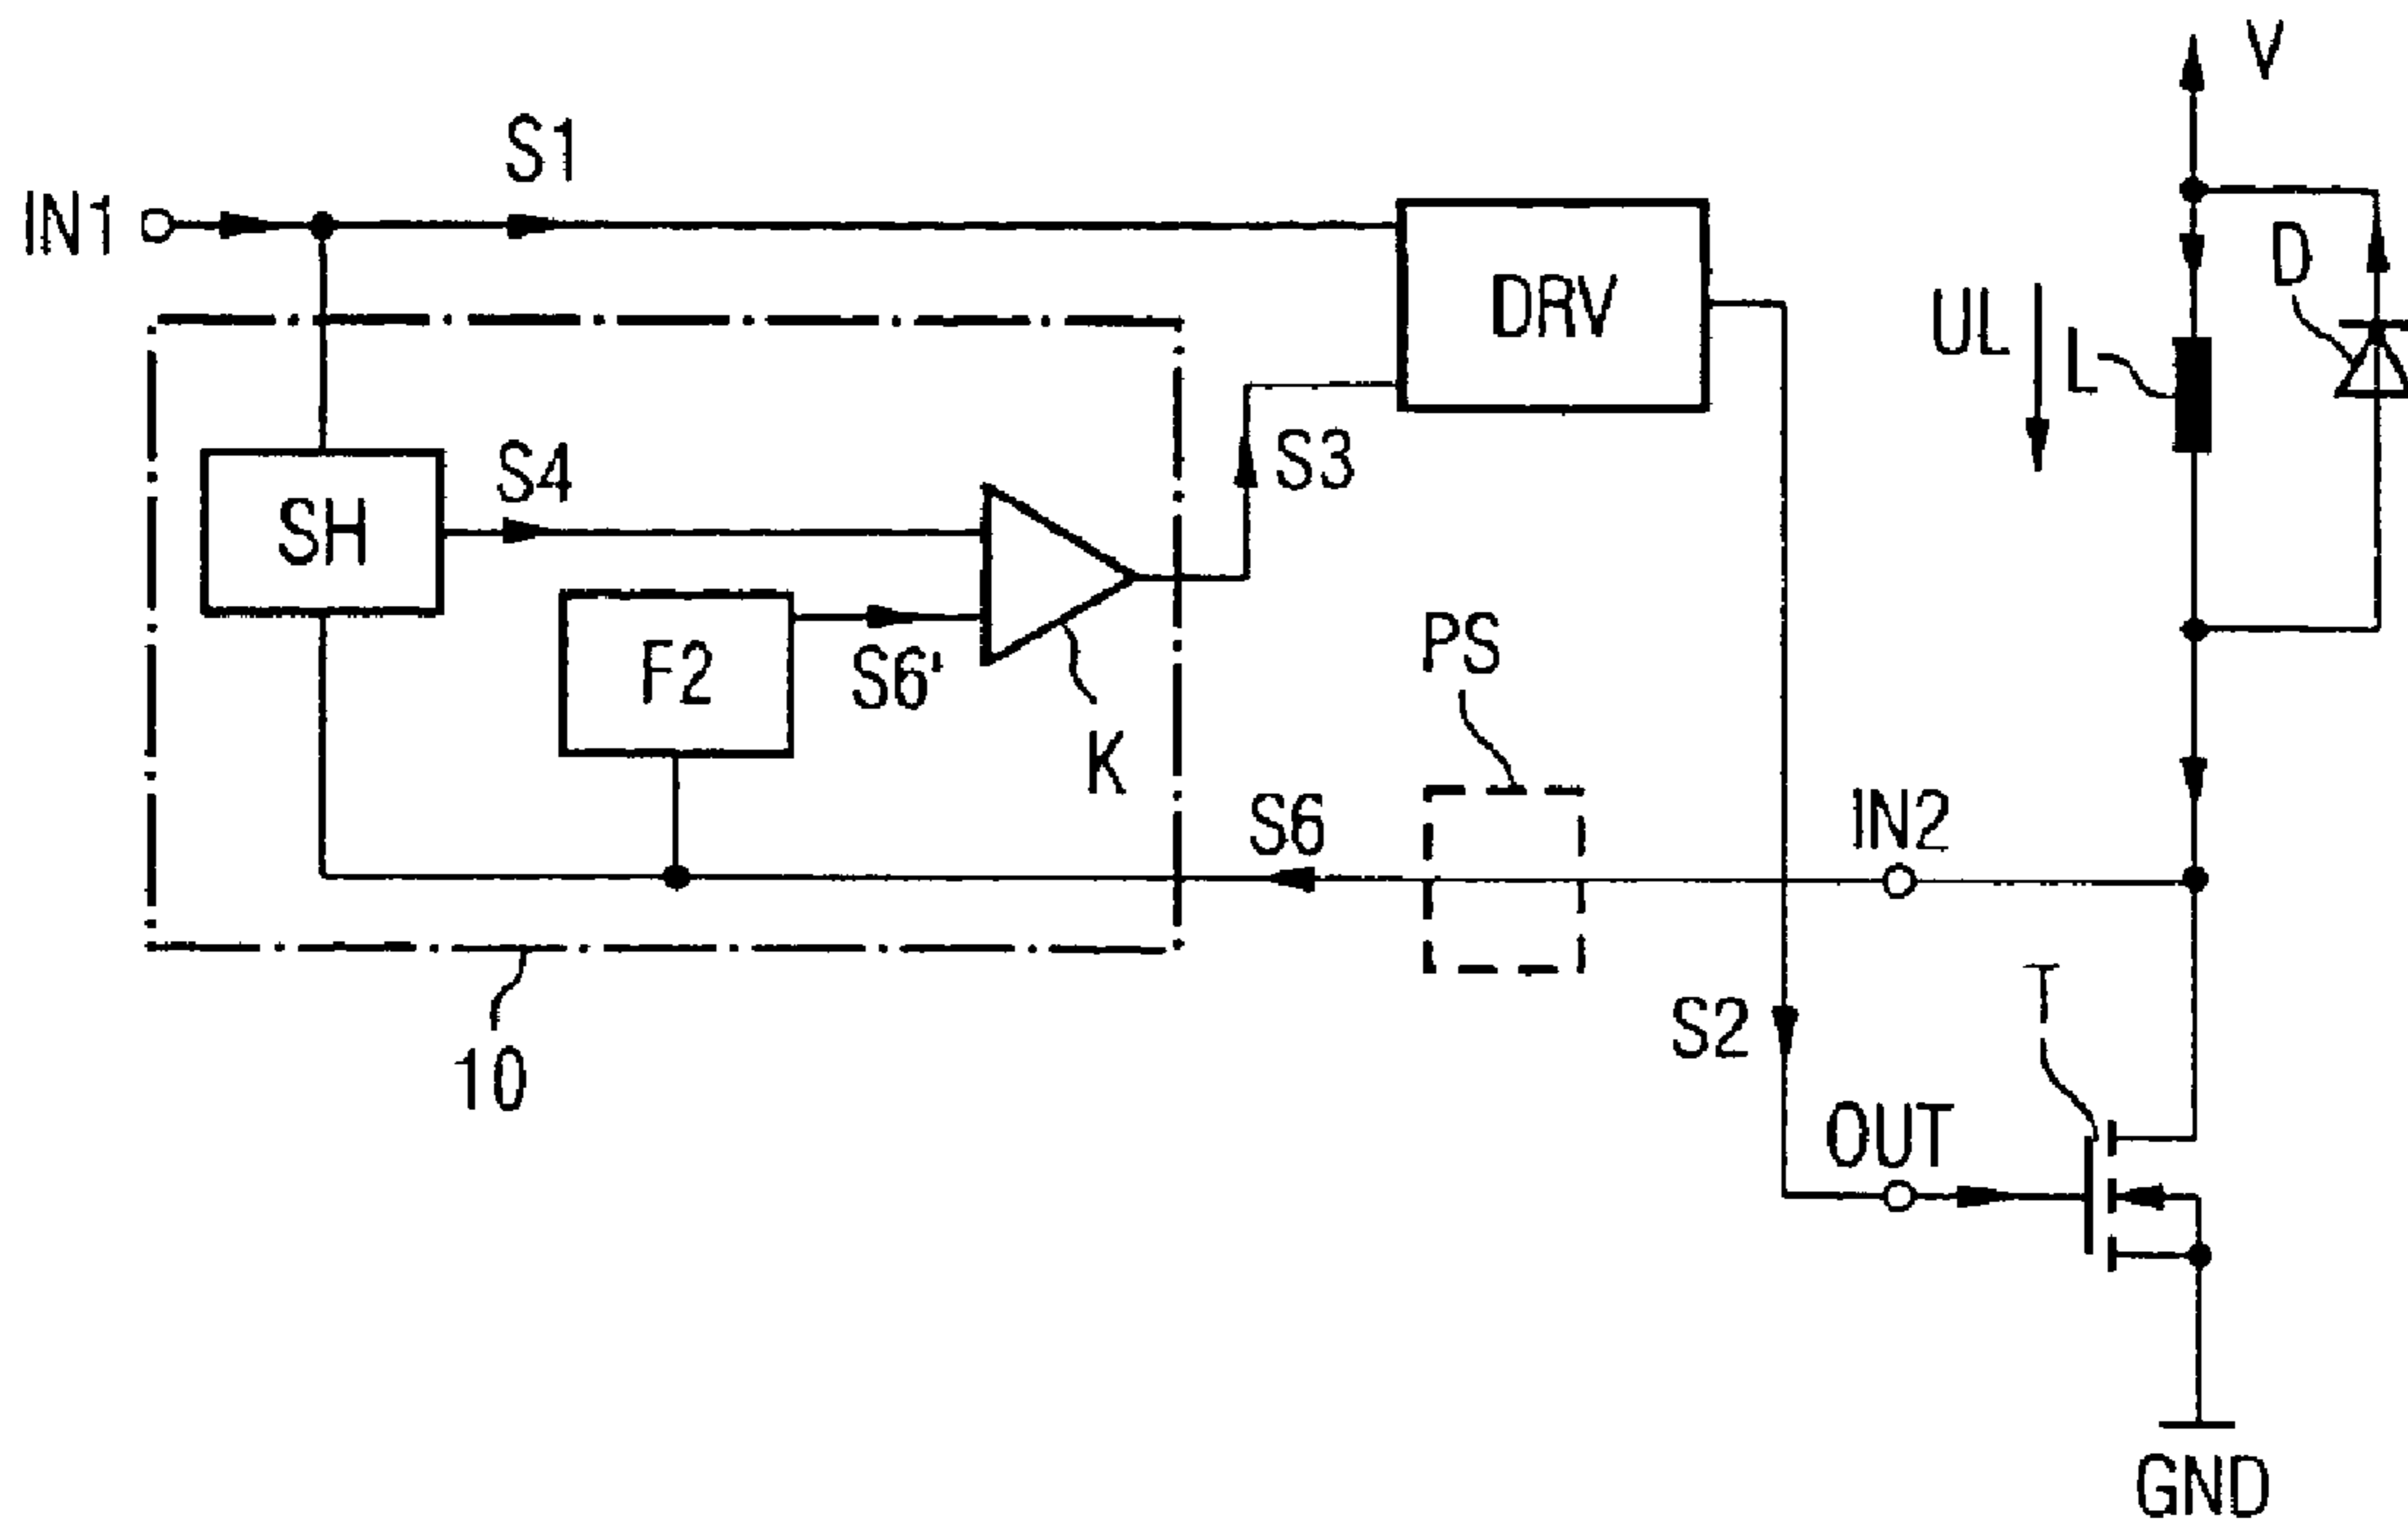 V
S1
IN1
D
DRV
UL
L
S3
S4
SH
PS
F2
S6'
K
IN2
S6
T
S2
10
OUT
GND